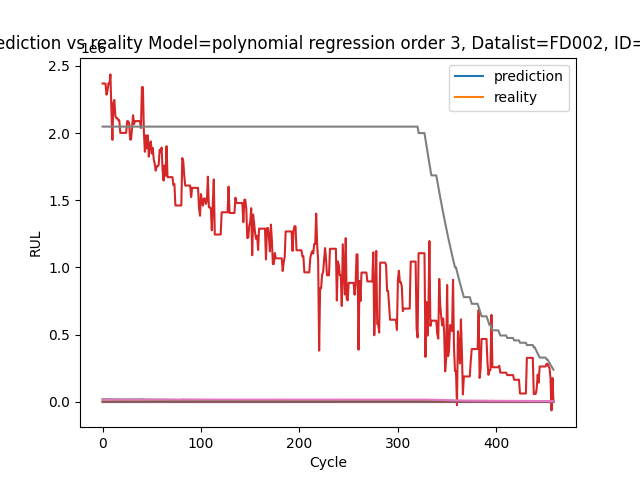 ediction vs reality Model=polynomial regression order 3, Datalist=FD002, ID=
1e6
prediction
reality
RUL
2.5
2.0
1.5
1.0
0.5
0.0
0 100 200 300 400
Cycle